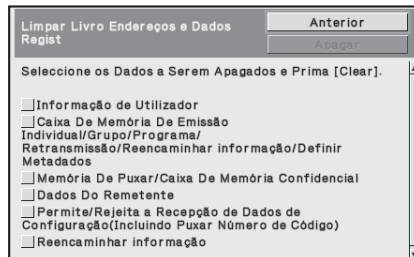 Limpar Livro Endereços e Dados
Regist
Anterior
Apagar
Seleccione os Dados a Serem Apagados e Prima [Clear].
Informação de Utilizador
Caixa De Memória De Emissão
Individual/Grupo/Programa/
Retransmissão/Reencaminhar informação/Definir
Metadados
Memória De Puxar/Caixa De Memória Confidencial
Dados Do Remetente
Permite/Rejeita a Recepção de Dados de
Configuração(Incluindo Puxar Número de Código)
Reencaminhar informação